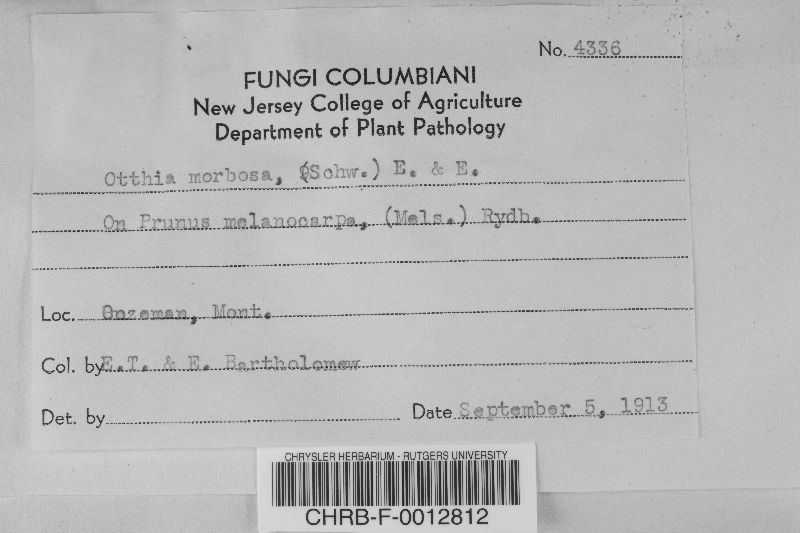 No. 4336
FUNGI COLUMBIANI
New Jersey College of Agriculture
Department of Plant Pathology
Otthia morbosa, (Schw.) E. & E.
On Prunus melanocarpa, (Mels.) Rydb.
Loc. Bozeman, Mont.
Col. by E.T. & E. Bartholomew
Det. by
Date September 5, 1913
CHRYSLER HERBARIUM - RUTGERS UNIVERSITY
CHRB-F-0012812